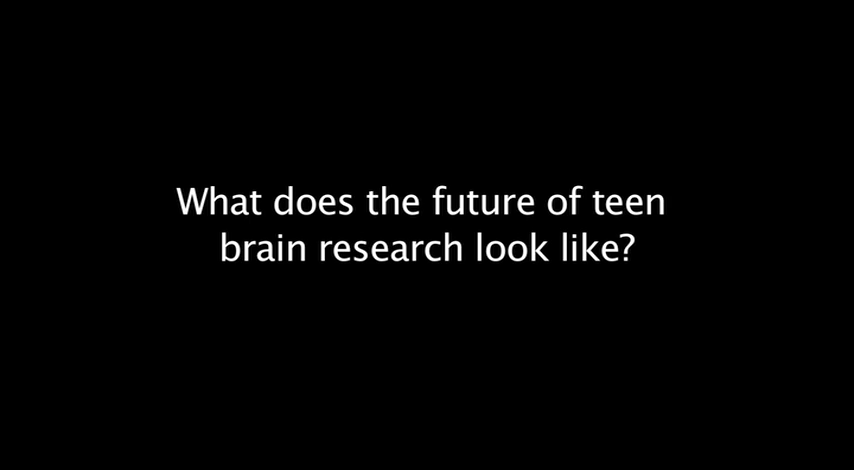 What does the future of teen
brain research look like?